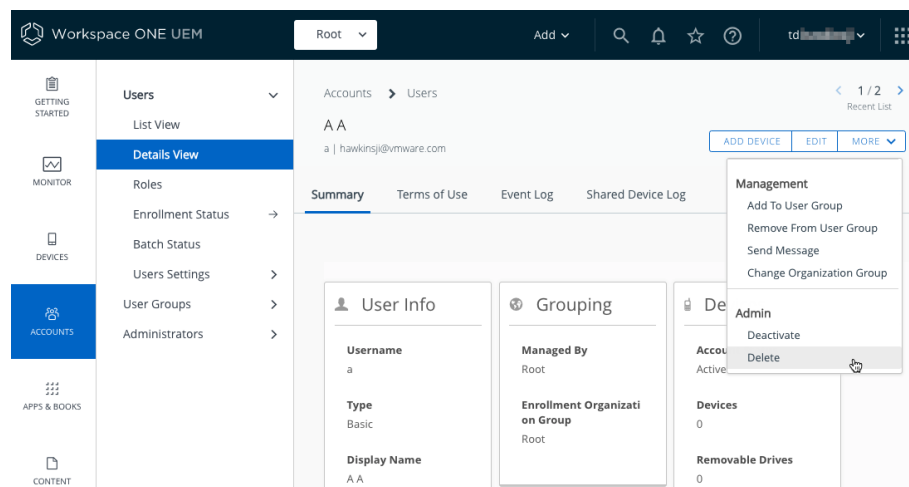 Workspace ONE UEM
Root
Add
td
GETTING
STARTED
MONITOR
DEVICES
ACCOUNTS
APPS & BOOKS
CONTENT
Users
List View
Details View
Roles
Enrollment Status
Batch Status
Users Settings
User Groups
Administrators
Accounts > Users
1 / 2
Recent List
A A
a | hawkinsji@vmware.com
ADD DEVICE EDIT MORE
Summary Terms of Use Event Log Shared Device Log
Management
Add To User Group
Remove From User Group
Send Message
Change Organization Group
Admin
Deactivate
Delete
User Info
Username
a
Type
Basic
Display Name
A A
Grouping
Managed By
Root
Enrollment Organizati
on Group
Root
De
Accou
Active
Devices
0
Removable Drives
0